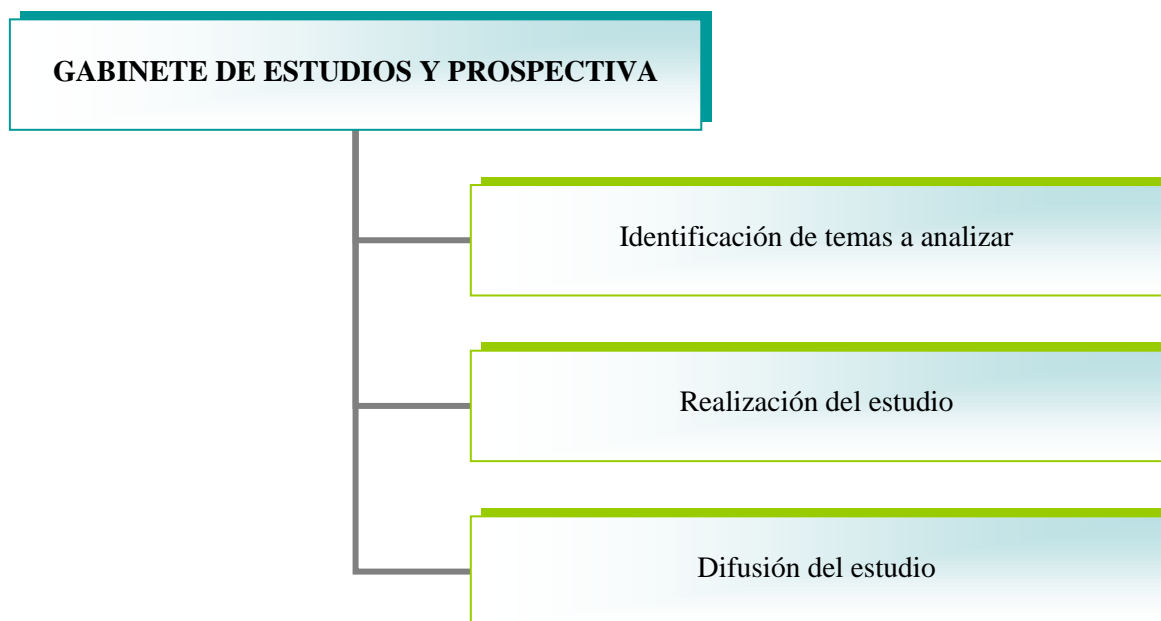 GABINETE DE ESTUDIOS Y PROSPECTIVA
Identificación de temas a analizar
Realización del estudio
Difusión del estudio